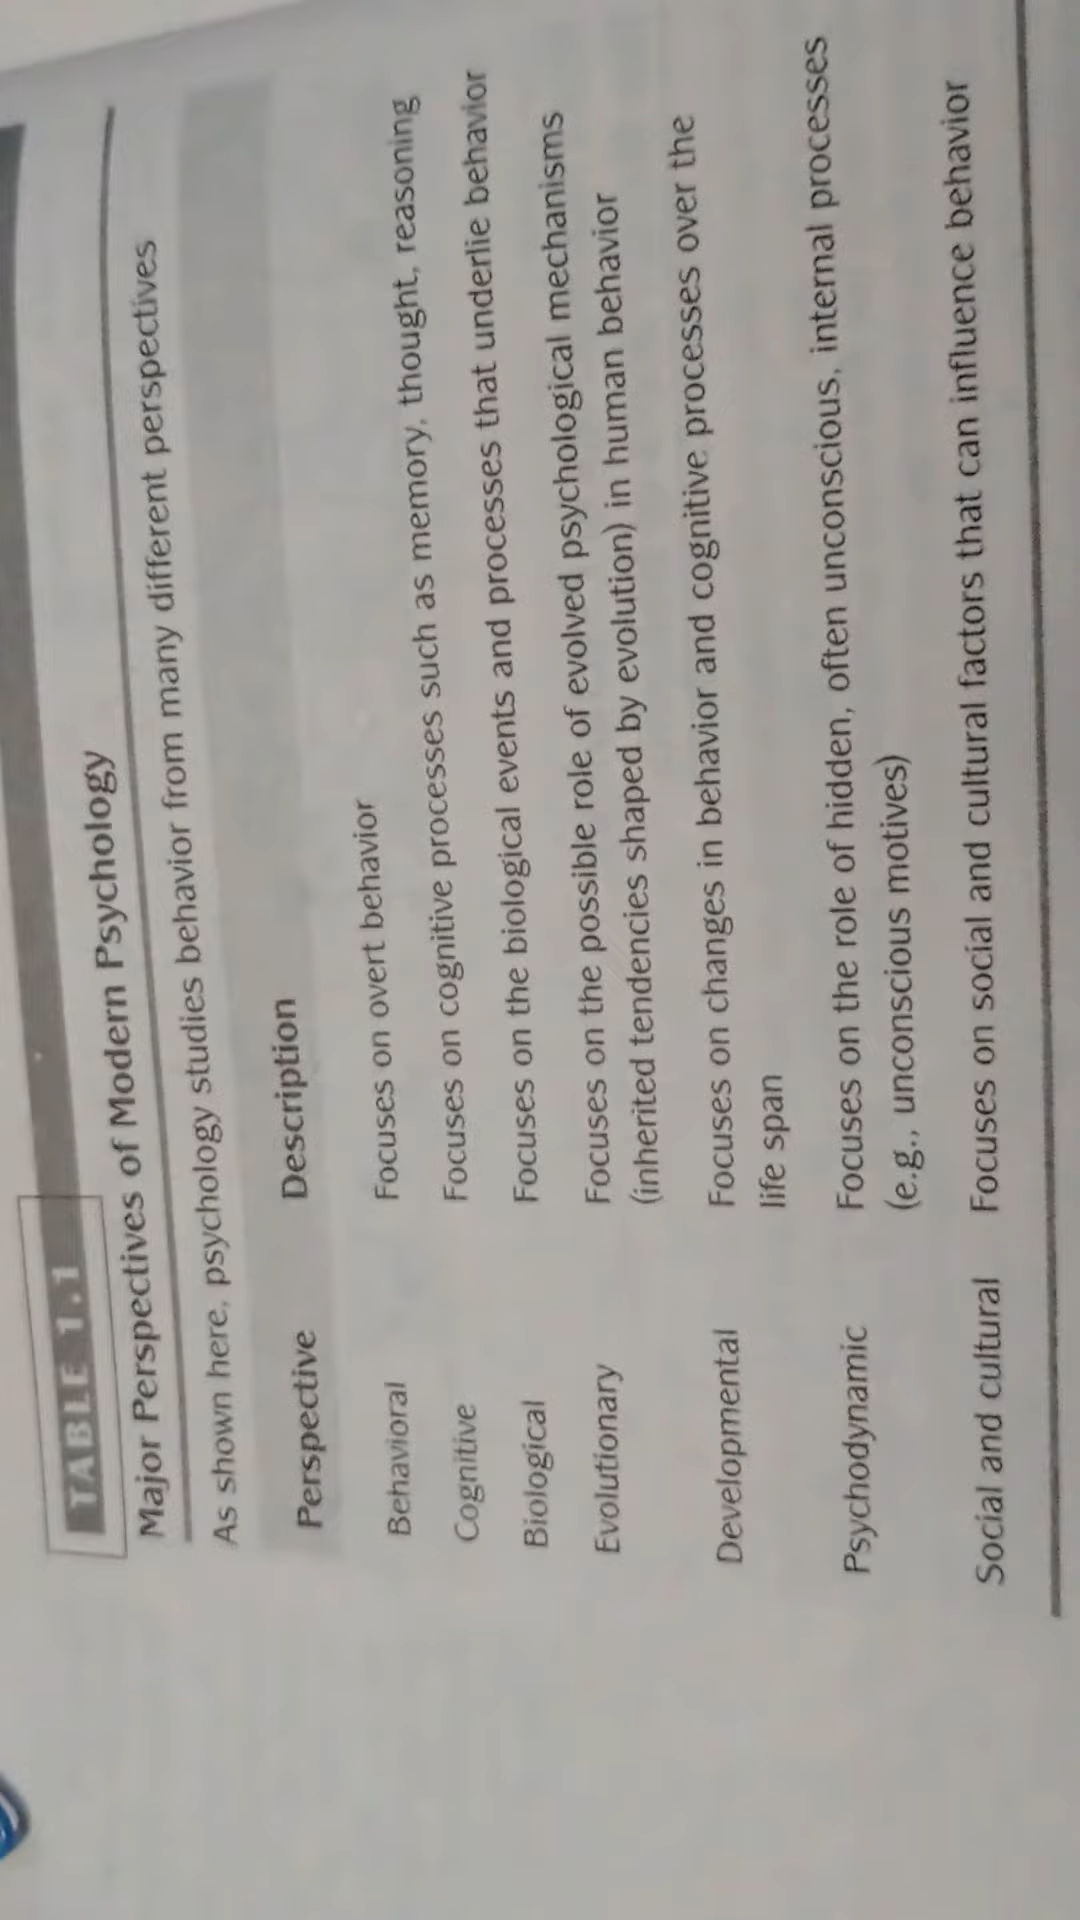 TABLE 1.1
Major Perspectives of Modern Psychology
As shown here, psychology studies behavior from many different perspectives
Perspective Description
Behavioral Focuses on overt behavior
Cognitive Focuses on cognitive processes such as memory, thought, reasoning
Biological Focuses on the biological events and processes that underlie behavior
Evolutionary Focuses on the possible role of evolved psychological mechanisms
(inherited tendencies shaped by evolution) in human behavior
Developmental Focuses on changes in behavior and cognitive processes over the
life span
Psychodynamic Focuses on the role of hidden, often unconscious, internal processes
(e.g., unconscious motives)
Social and cultural Focuses on social and cultural factors that can influence behavior